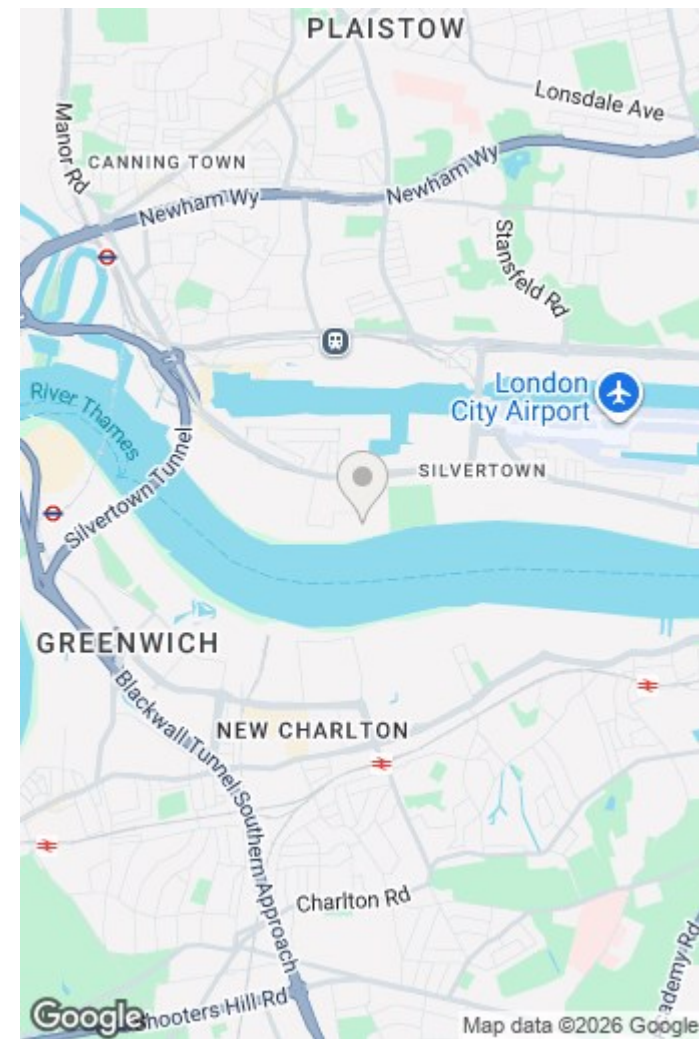 PLAISTOW
Lonsdale Ave
Manor Rd
CANNING TOWN
Newham Wy
Newham Wy
Stansfeld Rd
London
City Airport
River Thames
Silvertown Tunnel
SILVERTOWN
GREENWICH
Blackwall Tunnel Southern Approach
NEW CHARLTON
Charlton Rd
ademy Rd
Google
hooters Hill Rd
Map data ©2026 Google